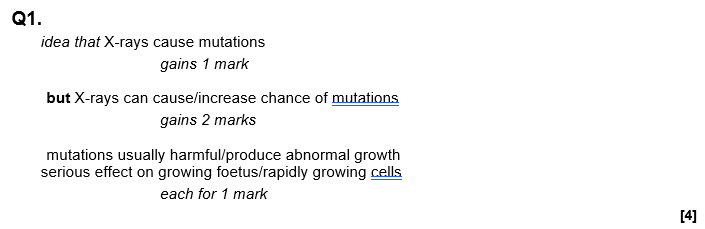 Q1.
idea that X-rays cause mutations
gains 1 mark
but X-rays can cause/increase chance of mutations
gains 2 marks
mutations usually harmful/produce abnormal growth
serious effect on growing foetus/rapidly growing cells
each for 1 mark
[4]